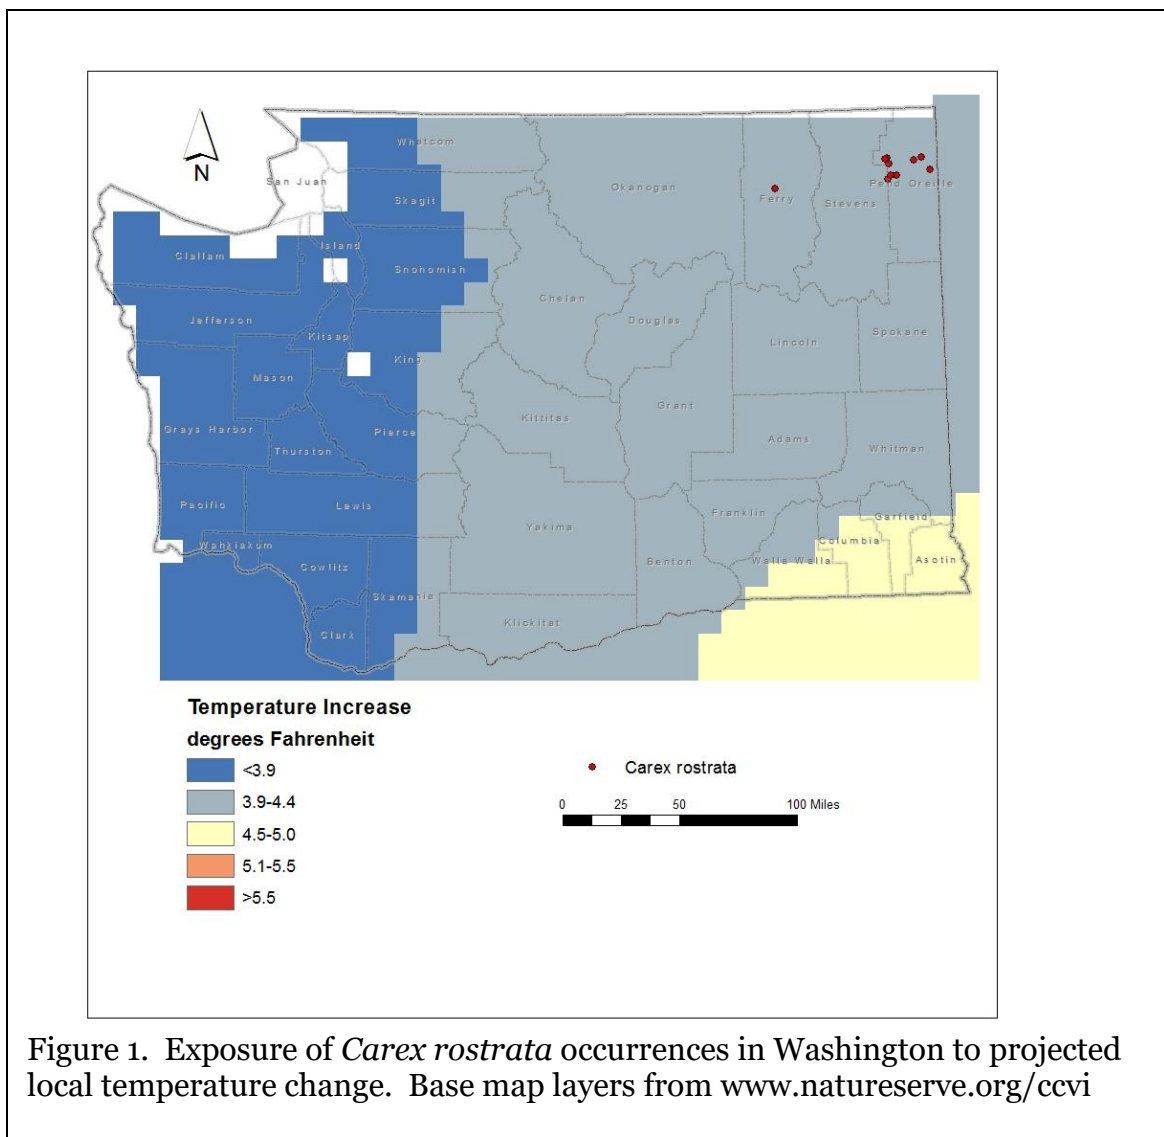 N
Whatcom
San Juan
Skagit
Okanogan
Ferry
Stevens
Pend Oreille
Island
Clallam
Snohomish
Chelan
Jefferson
Douglas
Kitsap
Lincoln
Spokane
King
Mason
Grant
Kittitas
Grays Harbor
Pierce
Adams
Thurston
Whitman
Pacific
Lewis
Franklin
Garfield
Yakima
Wahkiakum
Columbia
Cowlitz
Benton
Walla Walla
Asotin
Skamania
Klickitat
Clark
Temperature Increase
degrees Fahrenheit
<3.9
3.9-4.4
4.5-5.0
5.1-5.5
>5.5
Carex rostrata
0 25 50 100 Miles
Figure 1. Exposure of Carex rostrata occurrences in Washington to projected
local temperature change. Base map layers from www.natureserve.org/ccvi